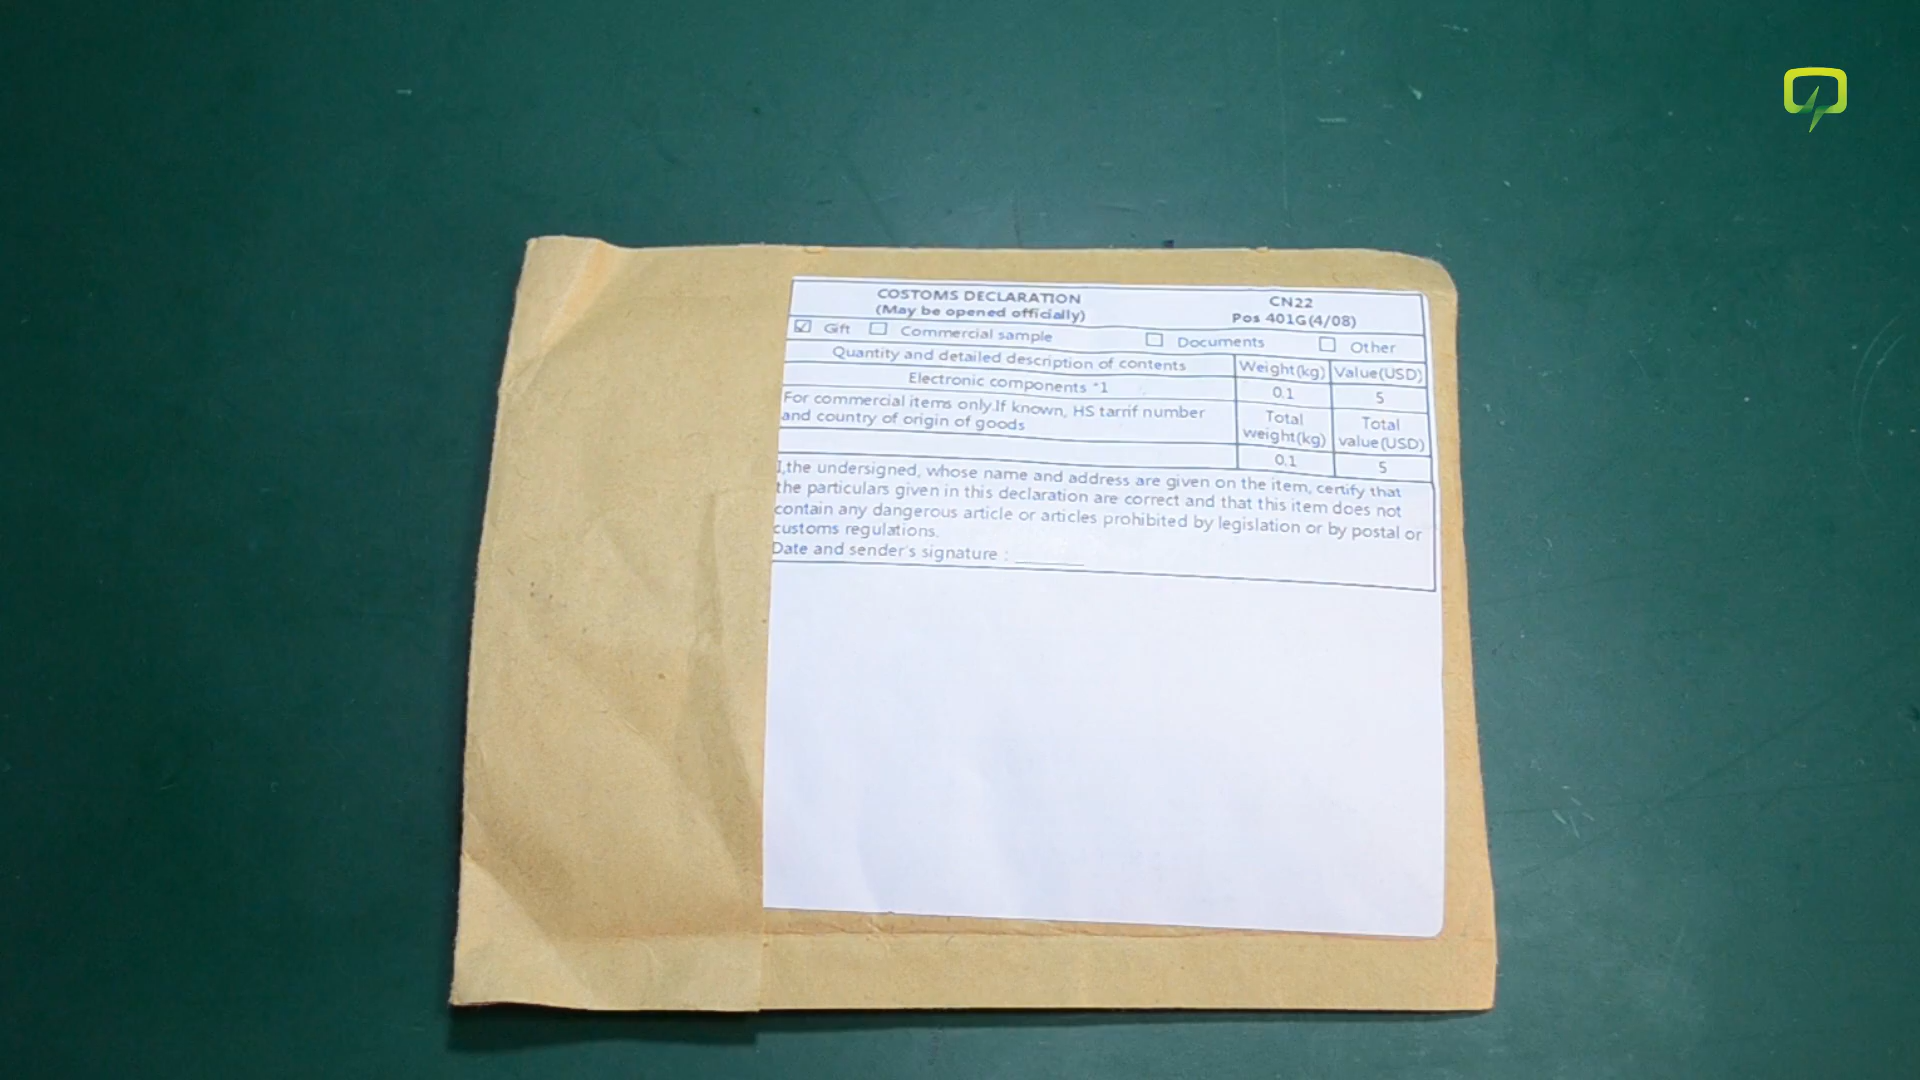 COSTOMS DECLARATION
(May be opened officially)
CN22
Pos 401G(4/08)
☑ Gift ☐ Commercial sample ☐ Documents ☐ Other
Quantity and detailed description of contents
Weight(kg)
Value(USD)
Electronic components *1
0.1
5
For commercial items only.If known, HS tarrif number
and country of origin of goods
Total
weight(kg)
Total
value(USD)
0.1
5
I,the undersigned, whose name and address are given on the item, certify that
the particulars given in this declaration are correct and that this item does not
contain any dangerous article or articles prohibited by legislation or by postal or
customs regulations.
Date and sender's signature : ______